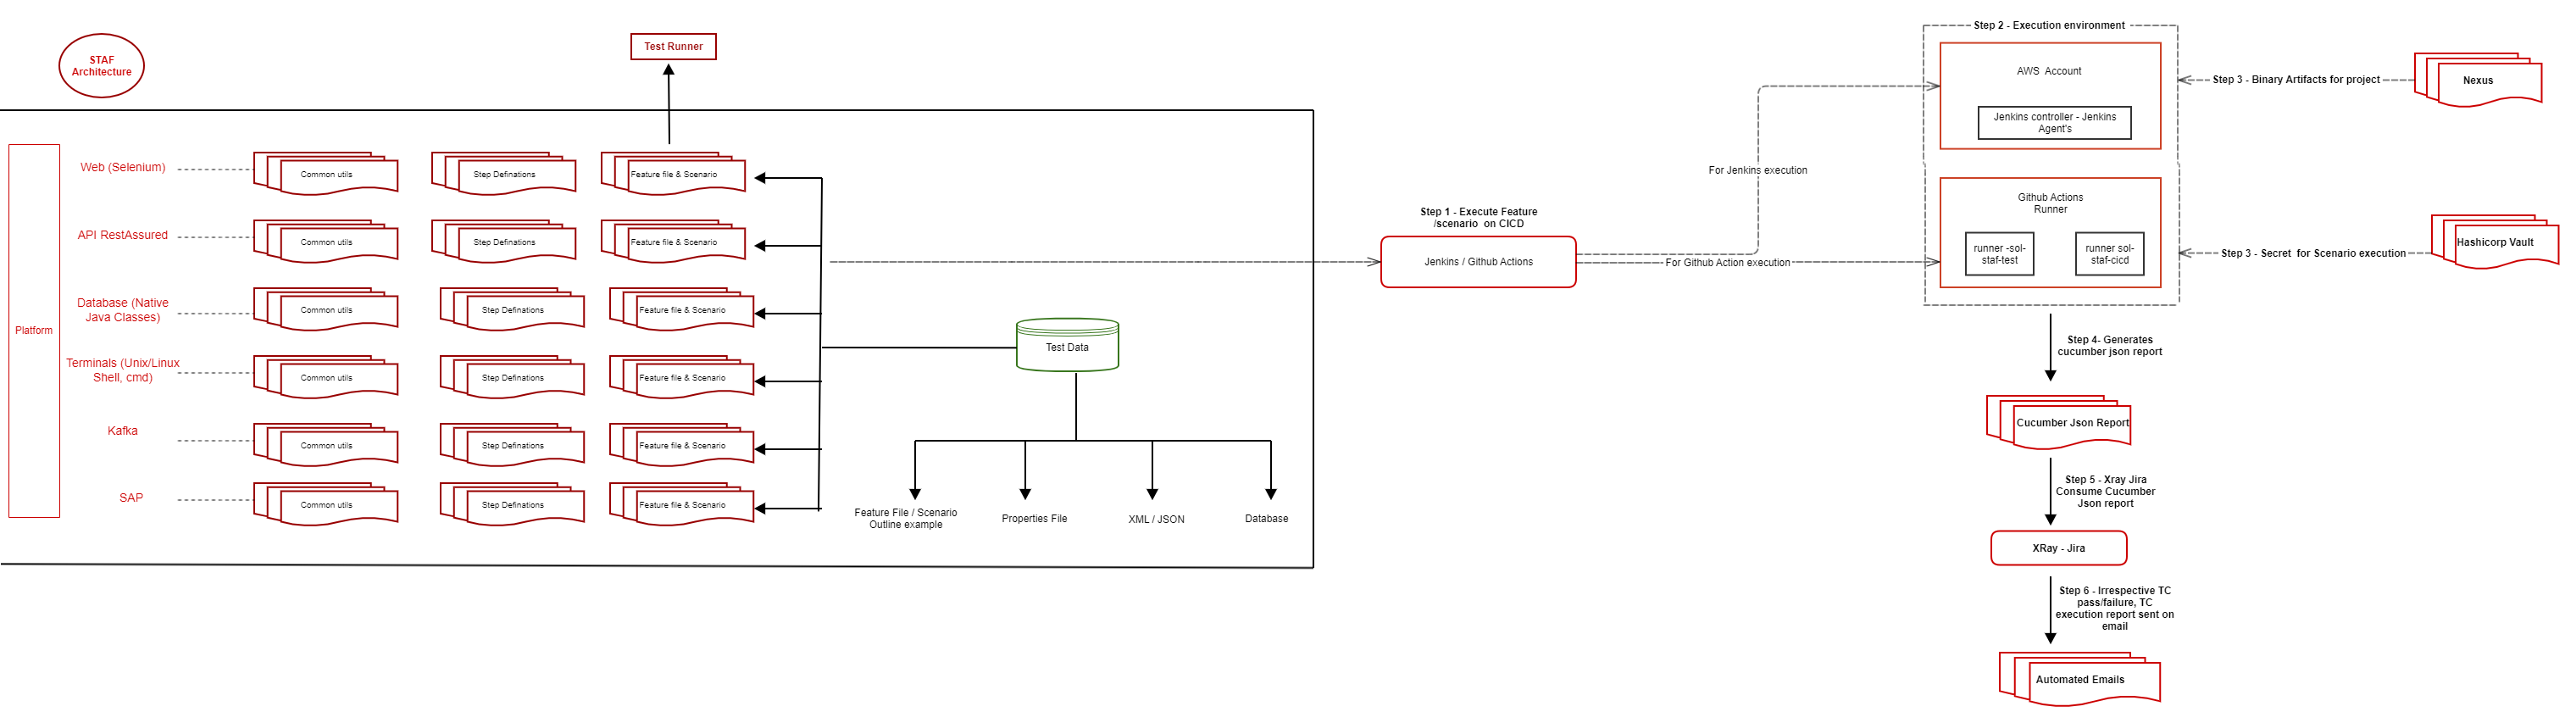 STAF
Architecture
Test Runner
Platform
Web (Selenium)
Common utils
Step Definations
Feature file & Scenario
API RestAssured
Common utils
Step Definations
Feature file & Scenario
Database (Native
Java Classes)
Common utils
Step Definations
Feature file & Scenario
Terminals (Unix/Linux
Shell, cmd)
Common utils
Step Definations
Feature file & Scenario
Kafka
Common utils
Step Definations
Feature file & Scenario
SAP
Common utils
Step Definations
Feature file & Scenario
Test Data
Feature File / Scenario
Outline example
Properties File
XML / JSON
Database
Step 1 - Execute Feature
/scenario on CICD
Jenkins / Github Actions
For Jenkins execution
For Github Action execution
Step 2 - Execution environment
AWS Account
Jenkins controller - Jenkins
Agent's
Github Actions
Runner
runner -sol-
staf-test
runner sol-
staf-cicd
Step 3 - Binary Artifacts for project
Nexus
Step 3 - Secret for Scenario execution
Hashicorp Vault
Step 4- Generates
cucumber json report
Cucumber Json Report
Step 5 - Xray Jira
Consume Cucumber
Json report
XRay - Jira
Step 6 - Irrespective TC
pass/failure, TC
execution report sent on
email
Automated Emails